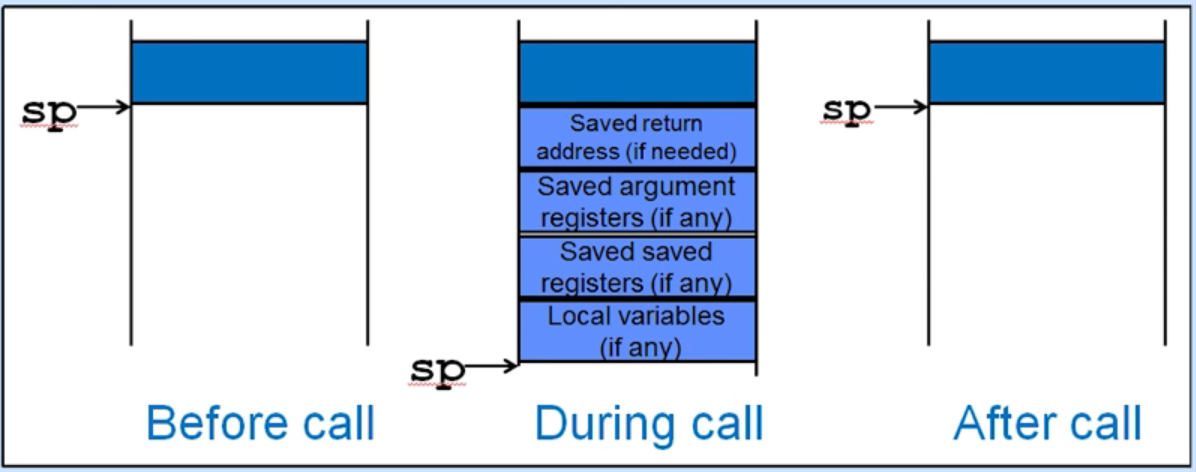 sp
Saved return
address (if needed)
Saved argument
registers (if any)
Saved saved
registers (if any)
Local variables
(if any)
sp
sp
Before call
During call
After call